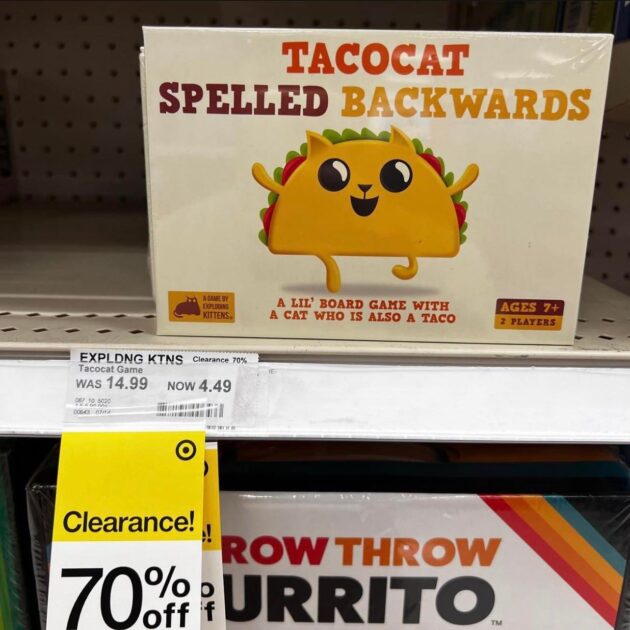 TACOCAT
SPELLED BACKWARDS
A GAME BY
EXPLODING
KITTENS
A LIL' BOARD GAME WITH
A CAT WHO IS ALSO A TACO
AGES 7+
2 PLAYERS
EXPLDNG KTNS Clearance 70%
Tacocat Game
WAS 14.99 NOW 4.49
Clearance!
70% off
ROW THROW
URRITO
TM